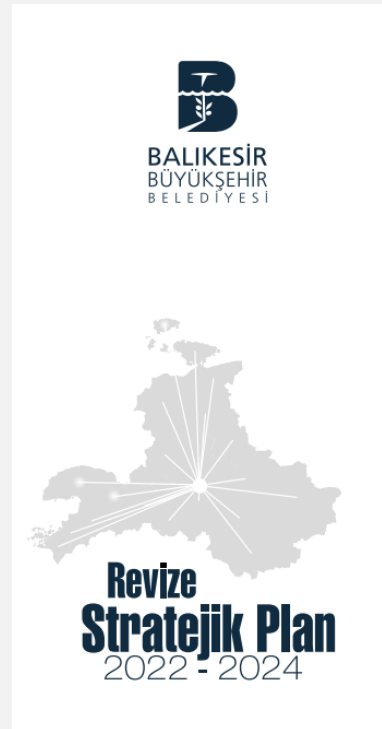 BALIKESİR
BÜYÜKŞEHİR
BELEDİYESİ
Revize
Stratejik Plan
2022 - 2024